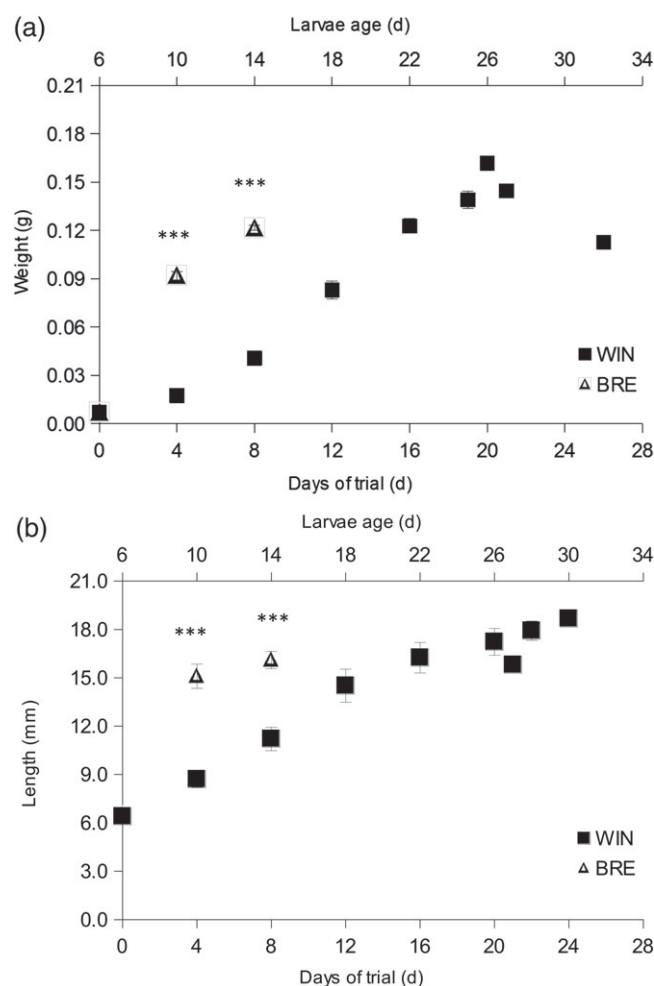 (a)
Larvae age (d)
6 10 14 18 22 26 30 34
0.21
0.18
0.15
0.12
0.09
0.06
0.03
0.00
Weight (g)
***
***
WIN
BRE
0 4 8 12 16 20 24 28
Days of trial (d)
(b)
Larvae age (d)
6 10 14 18 22 26 30 34
21.0
18.0
15.0
12.0
9.0
6.0
3.0
0.0
Length (mm)
***
***
WIN
BRE
0 4 8 12 16 20 24 28
Days of trial (d)